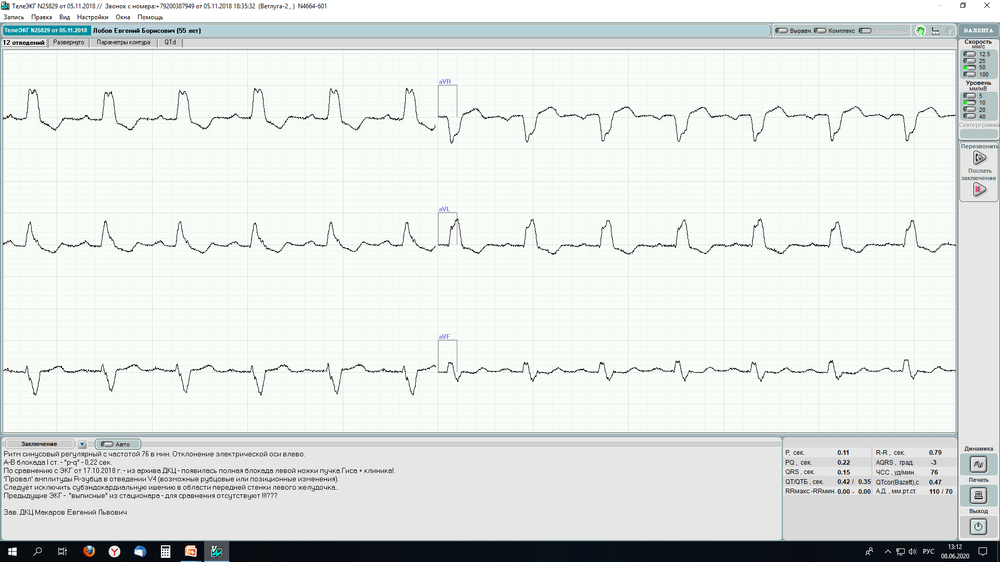 ТелеЭКГ N25829 от 05.11.2018 // Звонок с номера:+79200387949 от 05.11.2018 18:35:32 (Ветлуга-2 , ) N4664-601
Запись Правка Вид Настройки Окна Помощь
ТелеЭКГ N25829 от 05.11.2018 Лобов Евгений Борисович (55 лет)
Выравн. Комплекс Усредненный
ВАЛЕНТА
12 отведений Развернуто Параметры контура QTd
Скорость
мм/с
12.5
25
50
100
Уровень
мм/мВ
5
10
20
40
Скатерграмма
Перезвонить
Послать
заключение
aVR
aVL
aVF
Заключение Авто
Ритм синусовый регулярный с частотой 76 в мин. Отклонение электрической оси влево.
А-В блокада I ст. - "p-q" - 0,22 сек.
По сравнению с ЭКГ от 17.10.2018 г. - из архива ДКЦ - появилась полная блокада левой ножки пучка Гиса + клиника!.
'Провал' амплитуды R-зубца в отведении V4 (возможные рубцовые или позиционные изменения).
Следует исключить субэндокардиальную ишемию в области передней стенки левого желудочка..
Предыдущие ЭКГ - "выписные" из стационара - для сравнения отсутствуют !!!???
Зав. ДКЦ Макаров Евгений Львович
P, сек. 0.11 R-R , сек. 0.79
PQ , сек. 0.22 AQRS , град. -3
QRS , сек. 0.15 ЧСС , уд/мин. 76
QT/QTБ , сек. 0.42 / 0.35 QTcor(Bazett),с 0.47
RRмакс.-RRмин. 0.00 - 0.00 А.Д. , мм.рт.ст. 110 / 70
Динамика
Печать
Выход
РУС
13:12
08.06.2020